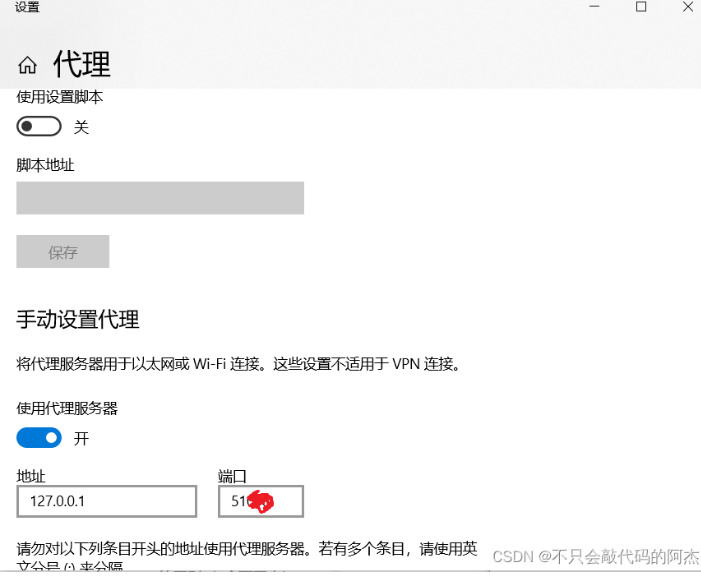 设置
代理
使用设置脚本
关
脚本地址
保存
手动设置代理
将代理服务器用于以太网或 Wi-Fi 连接。这些设置不适用于 VPN 连接。
使用代理服务器
开
地址 端口
127.0.0.1 51
请勿对以下列条目开头的地址使用代理服务器。若有多个条目，请使用英
文分号 (;) 来分隔
CSDN @不只会敲代码的阿杰